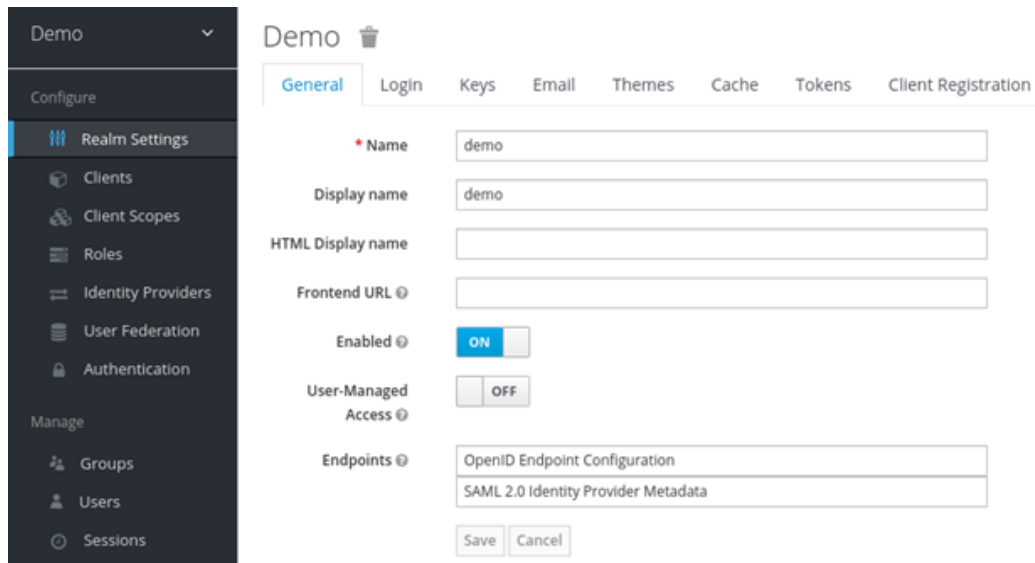 Demo
Configure
Realm Settings
Clients
Client Scopes
Roles
Identity Providers
User Federation
Authentication
Manage
Groups
Users
Sessions
Demo
General Login Keys Email Themes Cache Tokens Client Registration
* Name demo
Display name demo
HTML Display name
Frontend URL
Enabled ON
User-Managed
Access OFF
Endpoints OpenID Endpoint Configuration
SAML 2.0 Identity Provider Metadata
Save Cancel